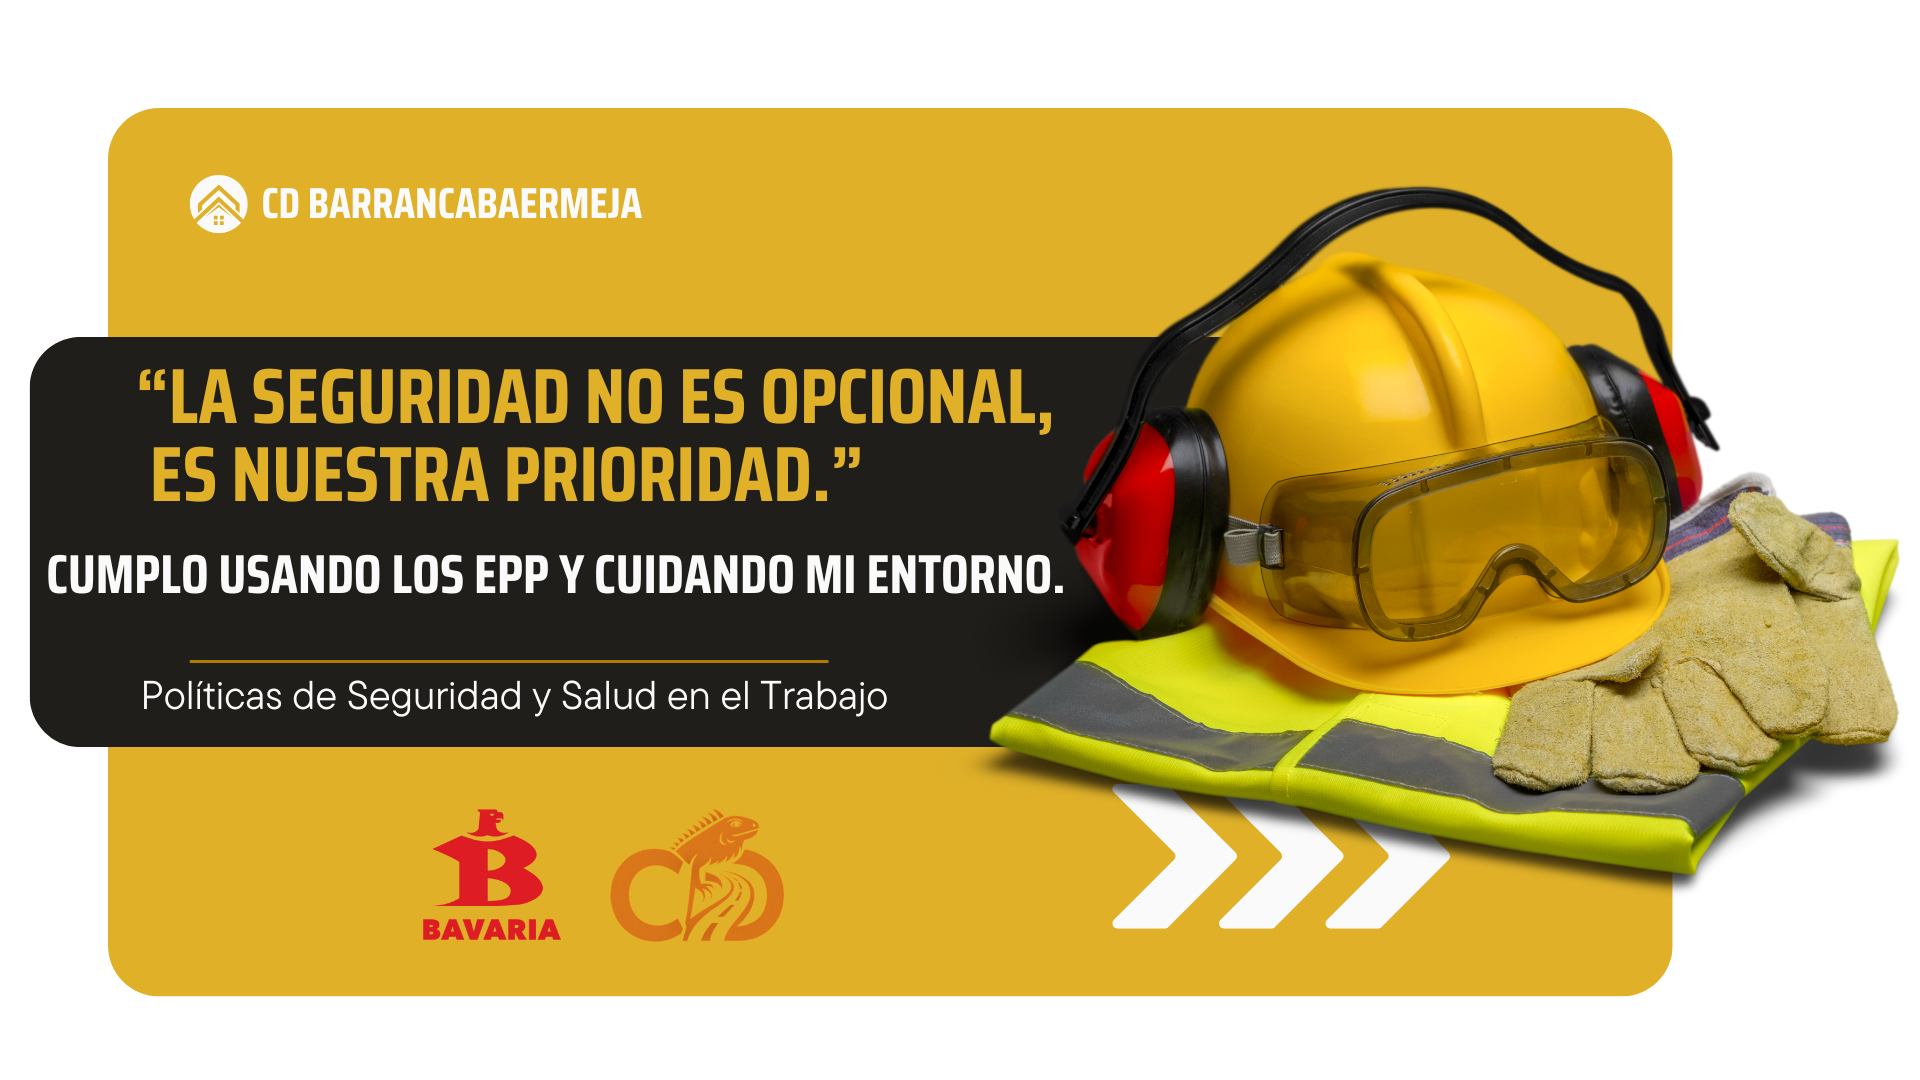 CD BARRANCABAERMEJA
“LA SEGURIDAD NO ES OPCIONAL,
ES NUESTRA PRIORIDAD.”
CUMPLO USANDO LOS EPP Y CUIDANDO MI ENTORNO.
Políticas de Seguridad y Salud en el Trabajo
B
BAVARIA
CD